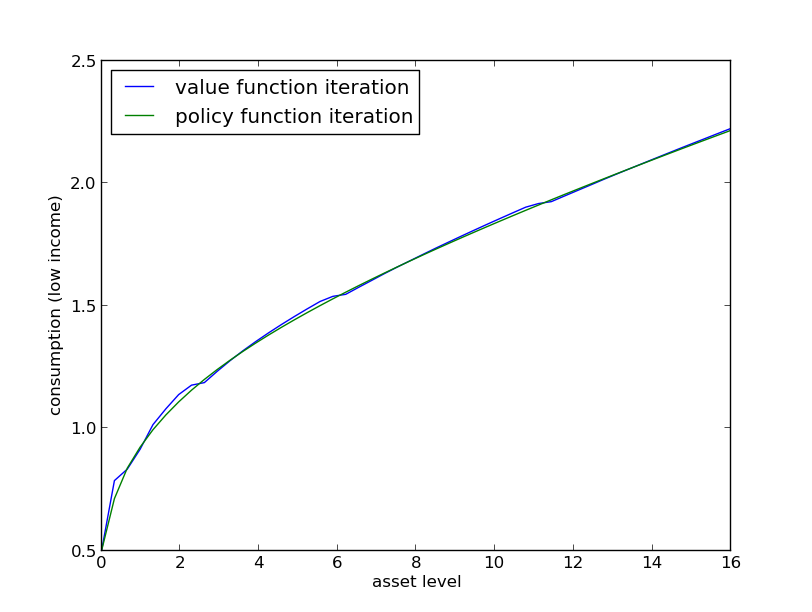 value function iteration
policy function iteration
2.5
2.0
1.5
1.0
0.5
consumption (low income)
0 2 4 6 8 10 12 14 16
asset level